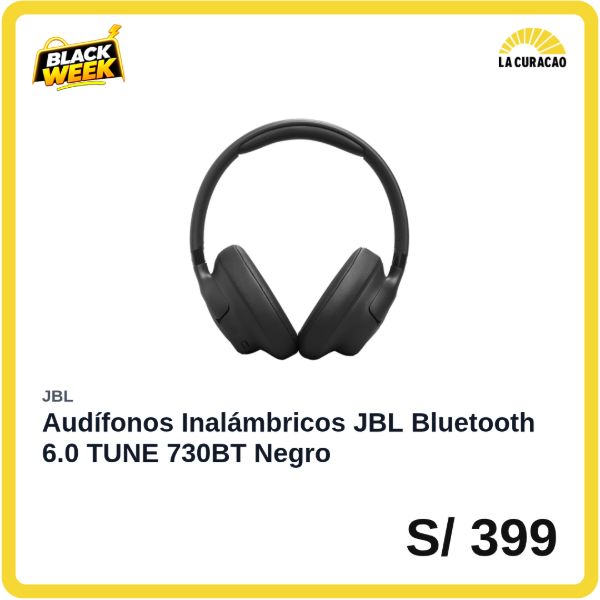 BLACK
WEEK
LA CURACAO
JBL
Audífonos Inalámbricos JBL Bluetooth
6.0 TUNE 730BT Negro
S/ 399